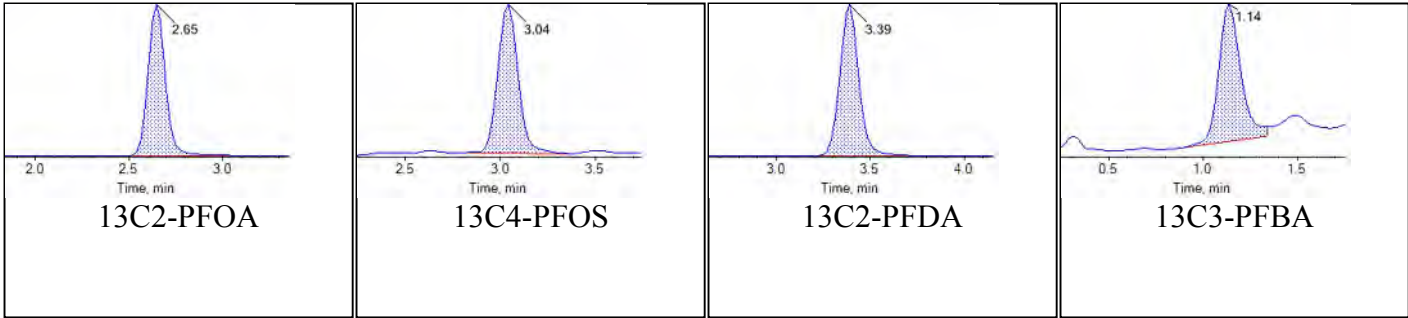 2.65
2.0 2.5 3.0
Time, min
13C2-PFOA
3.04
2.5 3.0 3.5
Time, min
13C4-PFOS
3.39
3.0 3.5 4.0
Time, min
13C2-PFDA
1.14
0.5 1.0 1.5
Time, min
13C3-PFBA